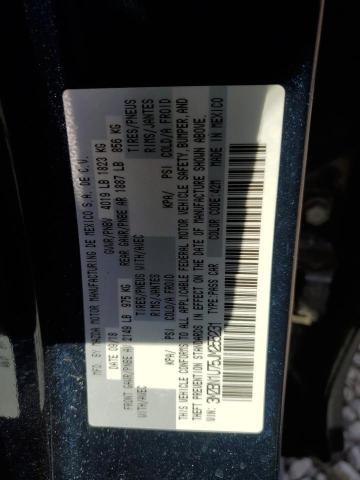 MFD. BY MAZDA MOTOR MANUFACTURING DE MEXICO S.A. DE C.V.
DATE 09/18 GVWR/PNBV 4019 LB 1823 KG
FRONT GAWR/PNBE AV 2149 LB 975 KG REAR GAWR/PNBE AR 1887 LB 856 KG
WITH/AVEC TIRES/PNEUS WITH/AVEC TIRES/PNEUS
RIMS/JANTES RIMS/JANTES
KPA/ PSI COLD/A FROID KPA/ PSI COLD/A FROID
THIS VEHICLE CONFORMS TO ALL APPLICABLE FEDERAL MOTOR VEHICLE SAFETY, BUMPER, AND
THEFT PREVENTION STANDARDS IN EFFECT ON THE DATE OF MANUFACTURE SHOWN ABOVE.
TYPE:PASS CAR COLOR CODE:42M
MADE IN MEXICO